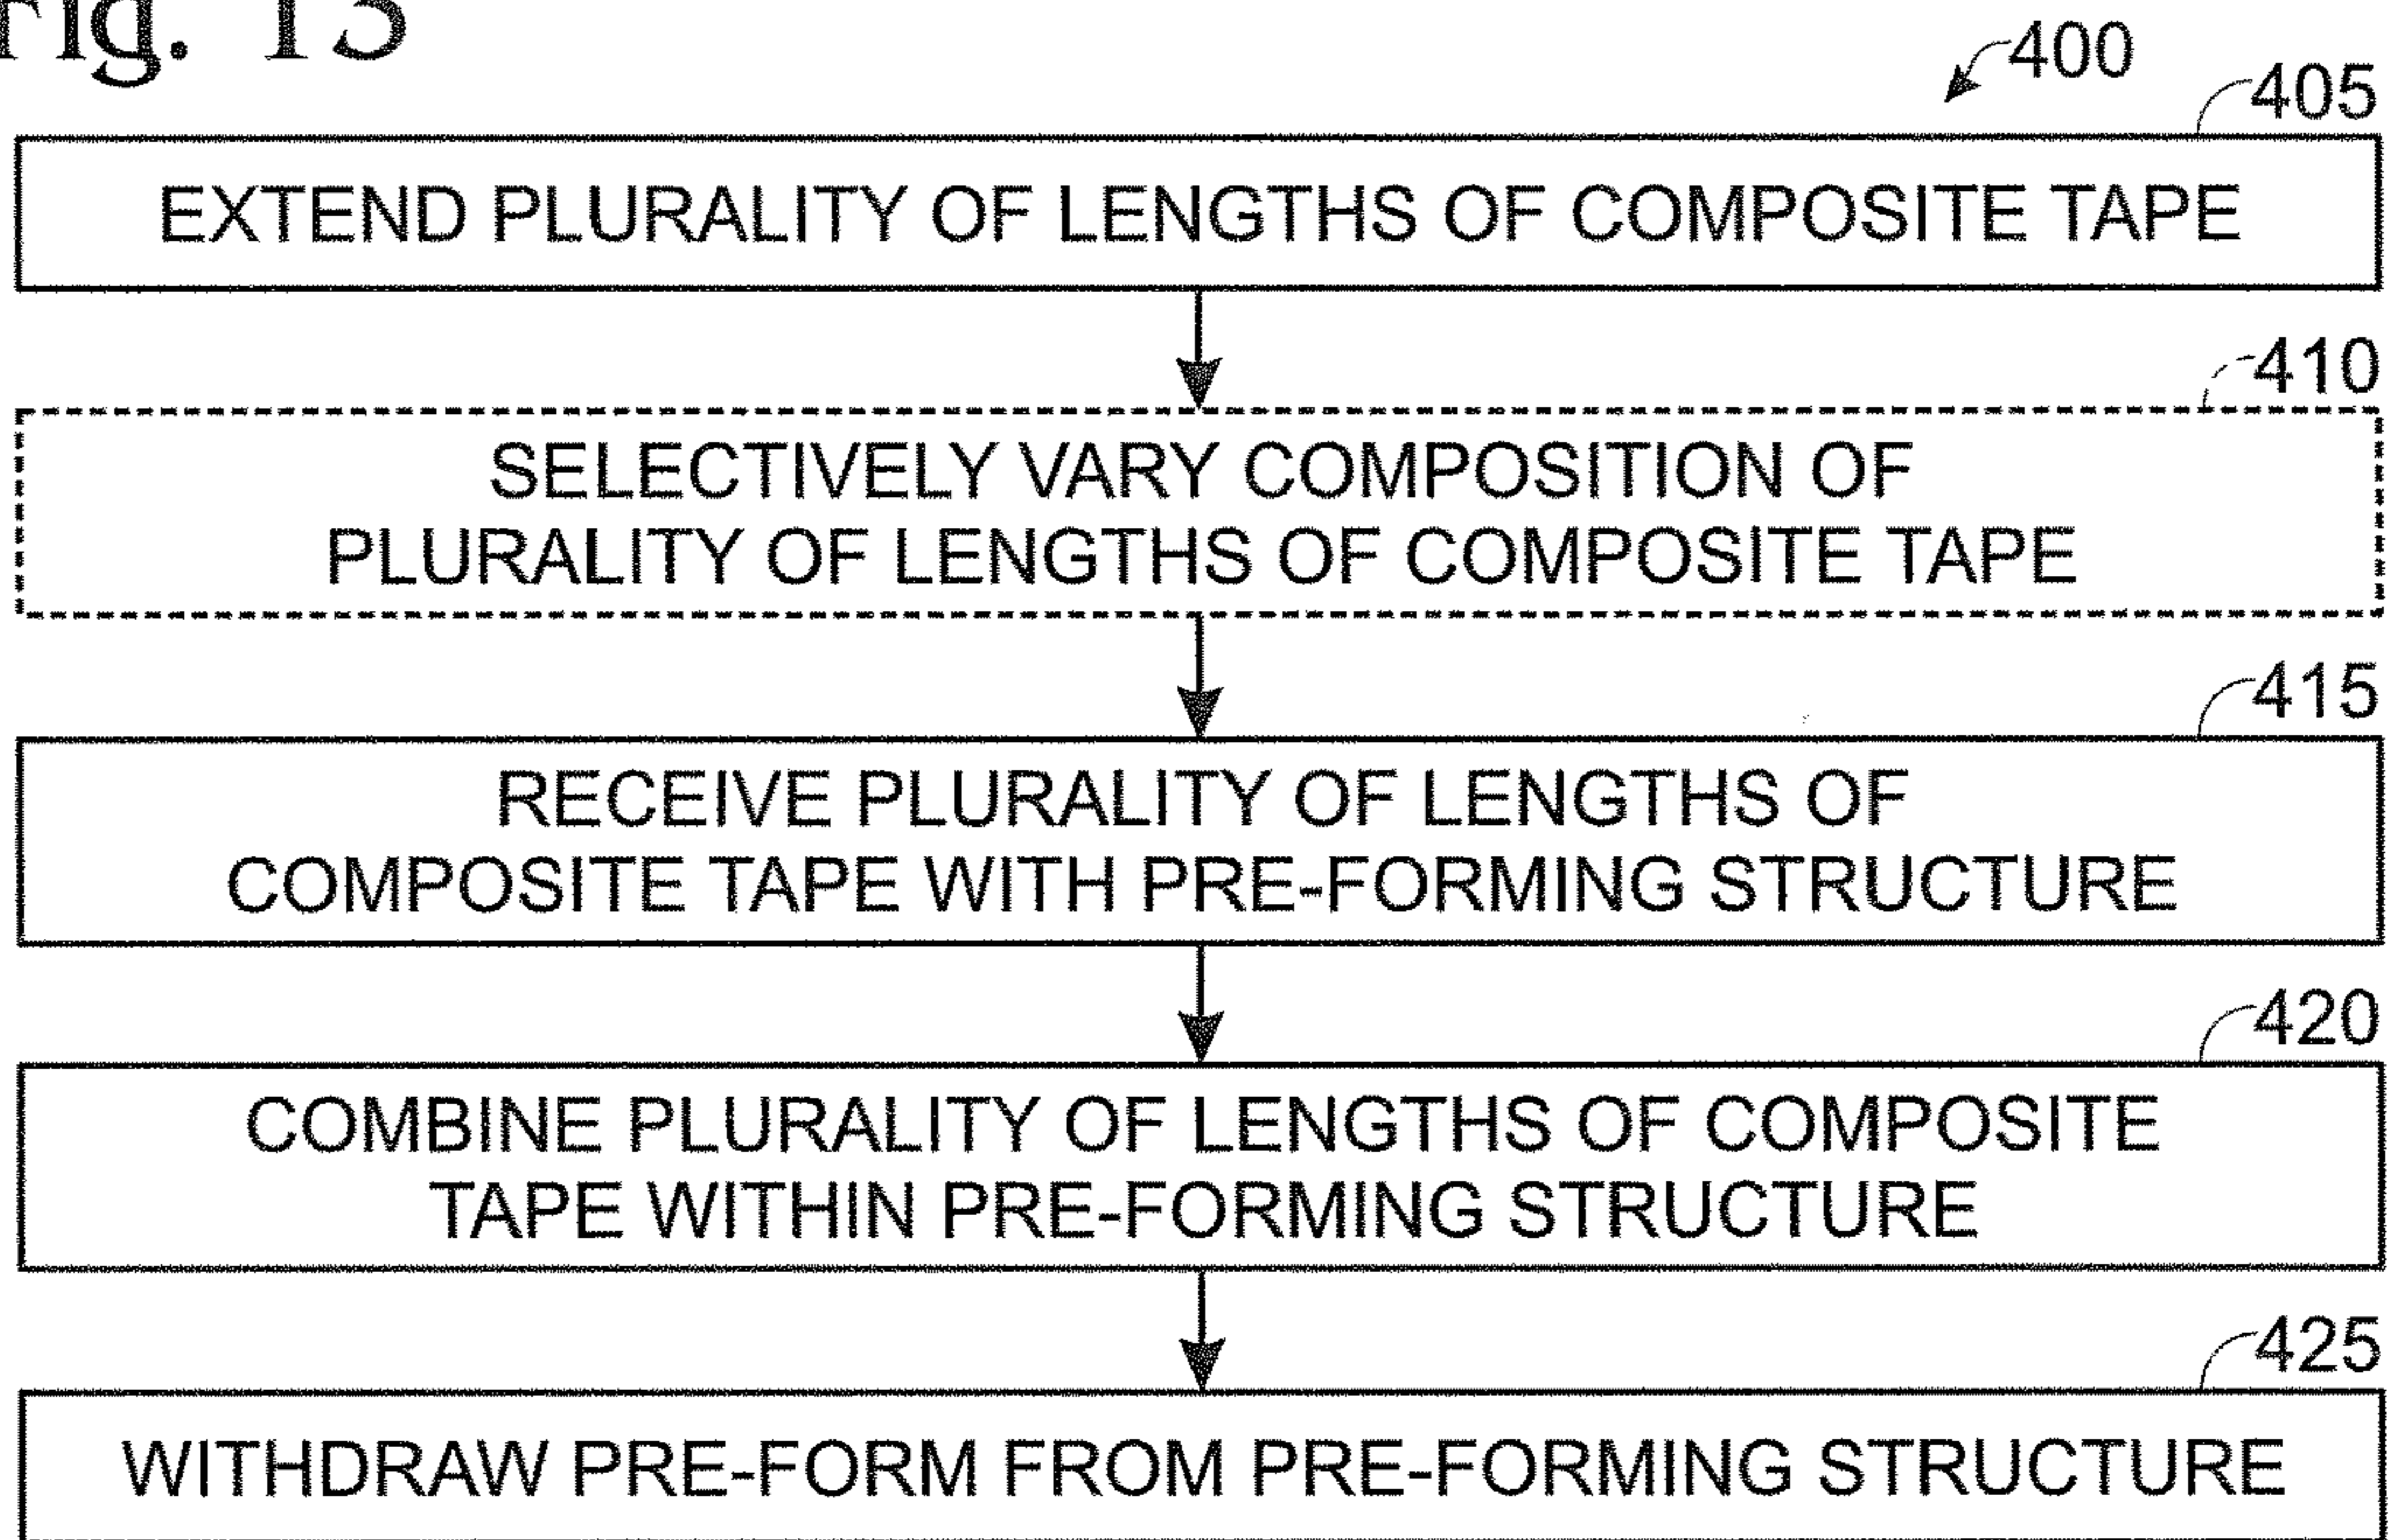 Fig. 13
400
405
EXTEND PLURALITY OF LENGTHS OF COMPOSITE TAPE
410
SELECTIVELY VARY COMPOSITION OF
PLURALITY OF LENGTHS OF COMPOSITE TAPE
415
RECEIVE PLURALITY OF LENGTHS OF
COMPOSITE TAPE WITH PRE-FORMING STRUCTURE
420
COMBINE PLURALITY OF LENGTHS OF COMPOSITE
TAPE WITHIN PRE-FORMING STRUCTURE
425
WITHDRAW PRE-FORM FROM PRE-FORMING STRUCTURE